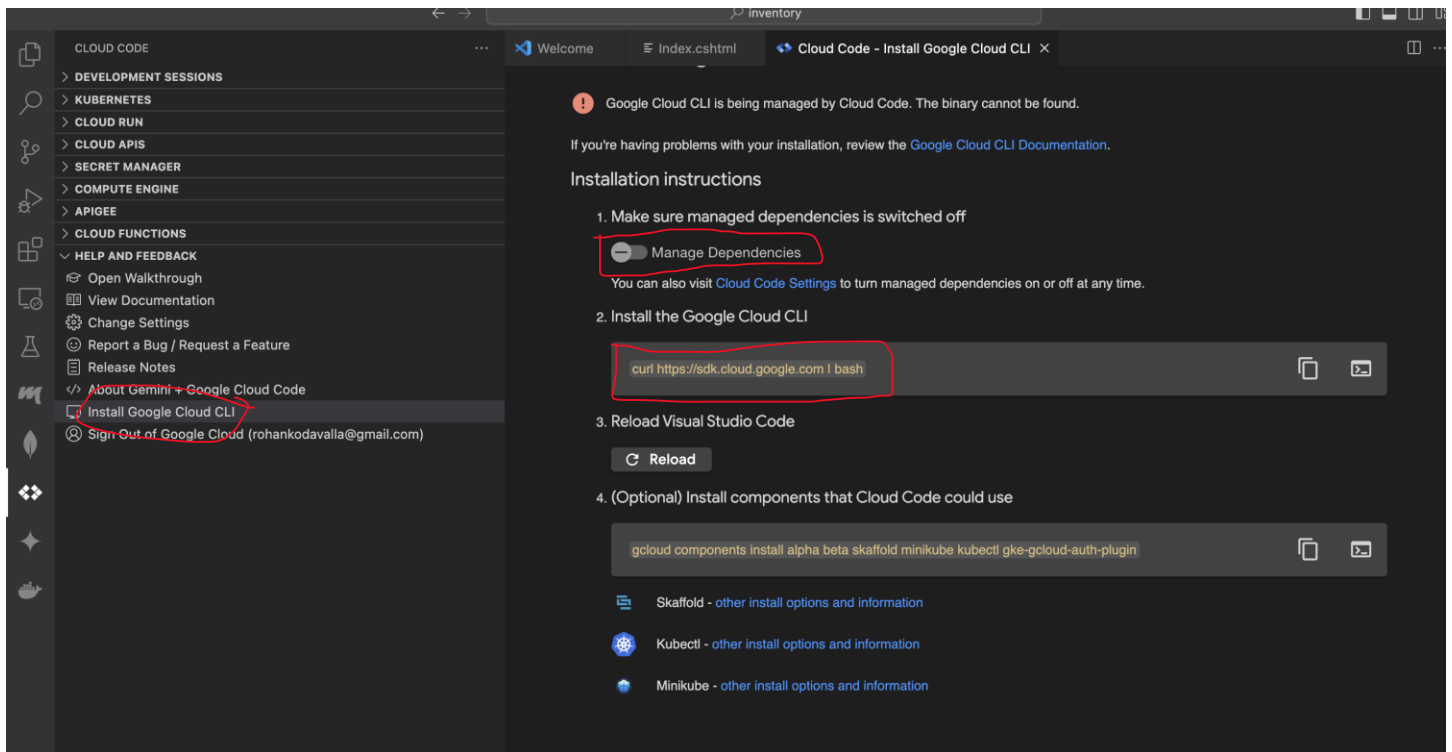 inventory
CLOUD CODE
DEVELOPMENT SESSIONS
KUBERNETES
CLOUD RUN
CLOUD APIS
SECRET MANAGER
COMPUTE ENGINE
APIGEE
CLOUD FUNCTIONS
HELP AND FEEDBACK
Open Walkthrough
View Documentation
Change Settings
Report a Bug / Request a Feature
Release Notes
About Gemini + Google Cloud Code
Install Google Cloud CLI
Sign Out of Google Cloud (rohankodavalla@gmail.com)
Welcome
Index.cshtml
Cloud Code - Install Google Cloud CLI
Google Cloud CLI is being managed by Cloud Code. The binary cannot be found.
If you're having problems with your installation, review the Google Cloud CLI Documentation.
Installation instructions
1. Make sure managed dependencies is switched off
Manage Dependencies
You can also visit Cloud Code Settings to turn managed dependencies on or off at any time.
2. Install the Google Cloud CLI
curl https://sdk.cloud.google.com | bash
3. Reload Visual Studio Code
Reload
4. (Optional) Install components that Cloud Code could use
gcloud components install alpha beta skaffold minikube kubectl gke-gcloud-auth-plugin
Skaffold - other install options and information
Kubectl - other install options and information
Minikube - other install options and information